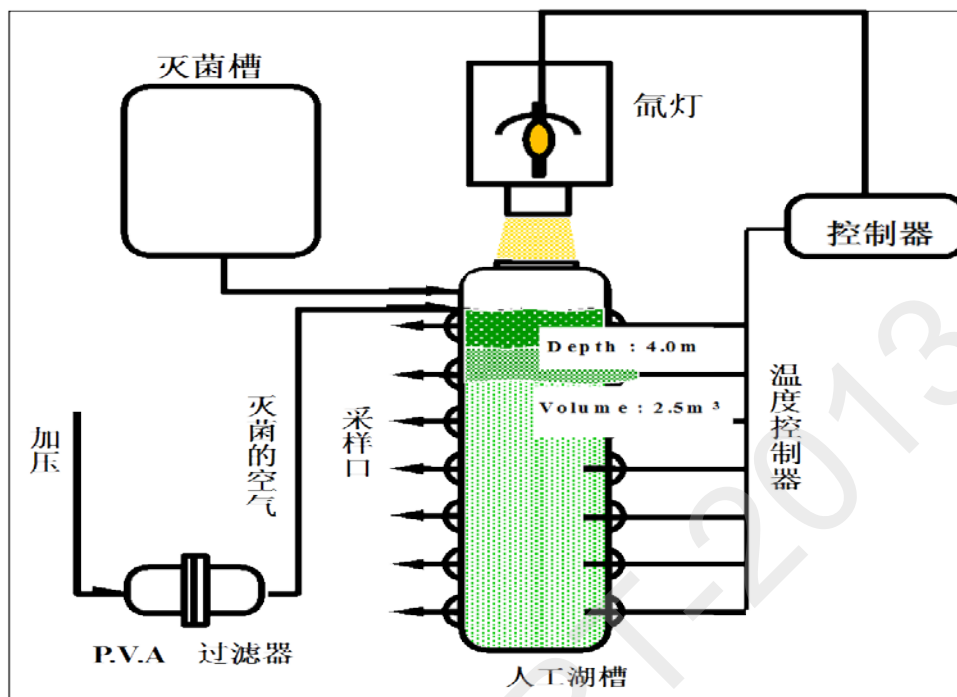 灭菌槽
氙灯
控制器
Depth : 4.0m
Volume : 2.5m³
温度控制器
采样口
灭菌的空气
加压
P.V.A 过滤器
人工湖槽